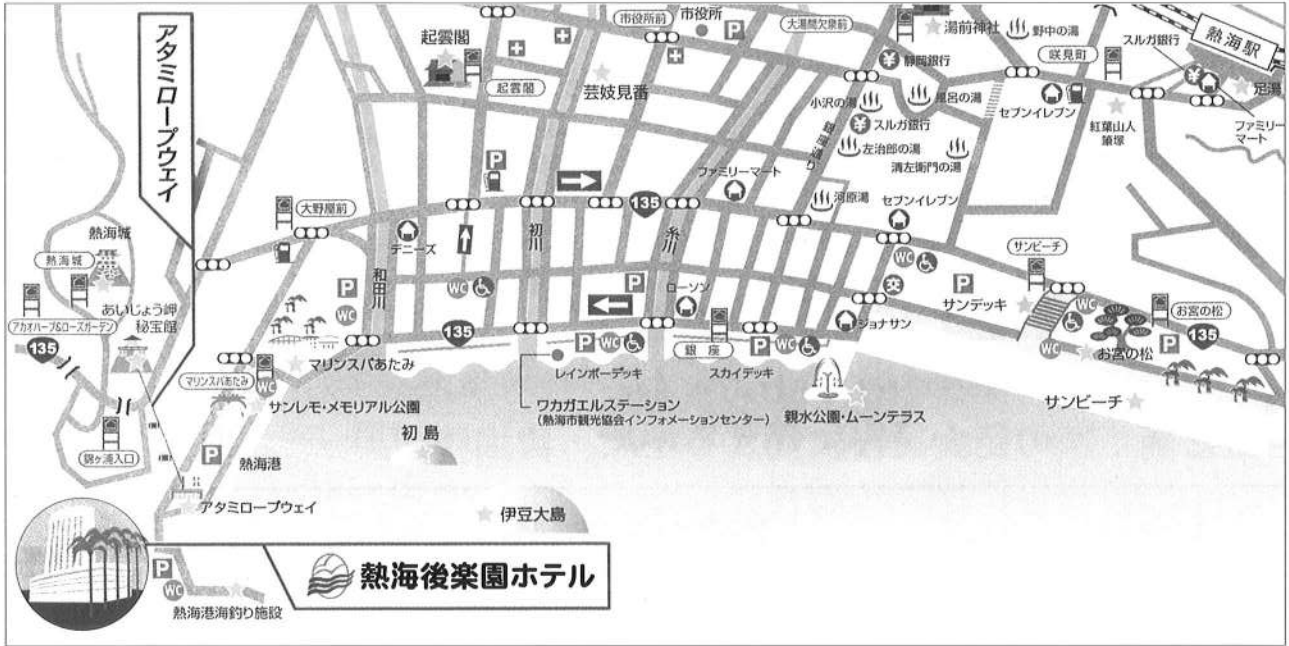 アタミロープウェイ
起雲閣
起雲閣
芸妓見番
市役所前
市役所
P
大湯間欠泉前
湯前神社
野中の湯
静岡銀行
咲見町
スルガ銀行
熱海駅
足湯
ファミリー
マート
小沢の湯
風呂の湯
セブンイレブン
紅葉山人
筆塚
スルガ銀行
銀座通り
左治郎の湯
清左衛門の湯
P
ファミリーマート
河原湯
セブンイレブン
大野屋前
135
デニーズ
初川
糸川
熱海城
熱海城
和田川
P
WC
P
ローソン
WC
交
P
サンデッキ
サンビーチ
WC
お宮の松
135
アカオハーブ&ローズガーデン
あいじょう岬
秘宝館
135
P
WC
135
マリンスパあたみ
マリンスパあたみ
WC
P
WC
銀座
P
WC
ジョナサン
WC
お宮の松
P
レインボーデッキ
スカイデッキ
サンレモ・メモリアル公園
ワカガエルステーション
(熱海市観光協会インフォメーションセンター)
親水公園・ムーンテラス
サンビーチ
錦ヶ浦入口
P
熱海港
初島
アタミロープウェイ
伊豆大島
熱海後楽園ホテル
P
WC
熱海港海釣り施設